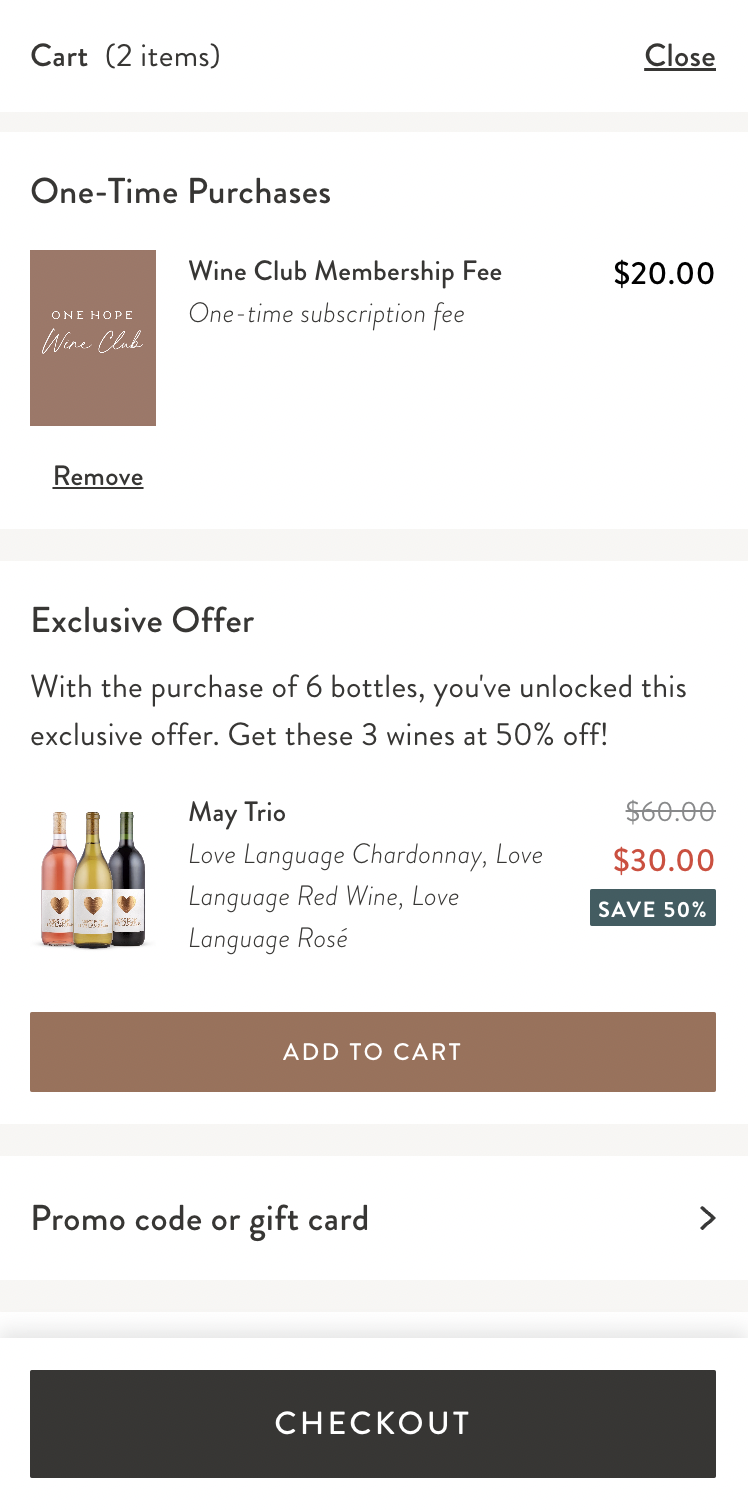 Cart (2 items) Close
One-Time Purchases
Wine Club Membership Fee $20.00
One-time subscription fee
ONE HOPE
Wine Club
Remove
Exclusive Offer
With the purchase of 6 bottles, you've unlocked this
exclusive offer. Get these 3 wines at 50% off!
May Trio $60.00
Love Language Chardonnay, Love $30.00
Language Red Wine, Love SAVE 50%
Language Rosé
ADD TO CART
Promo code or gift card
CHECKOUT